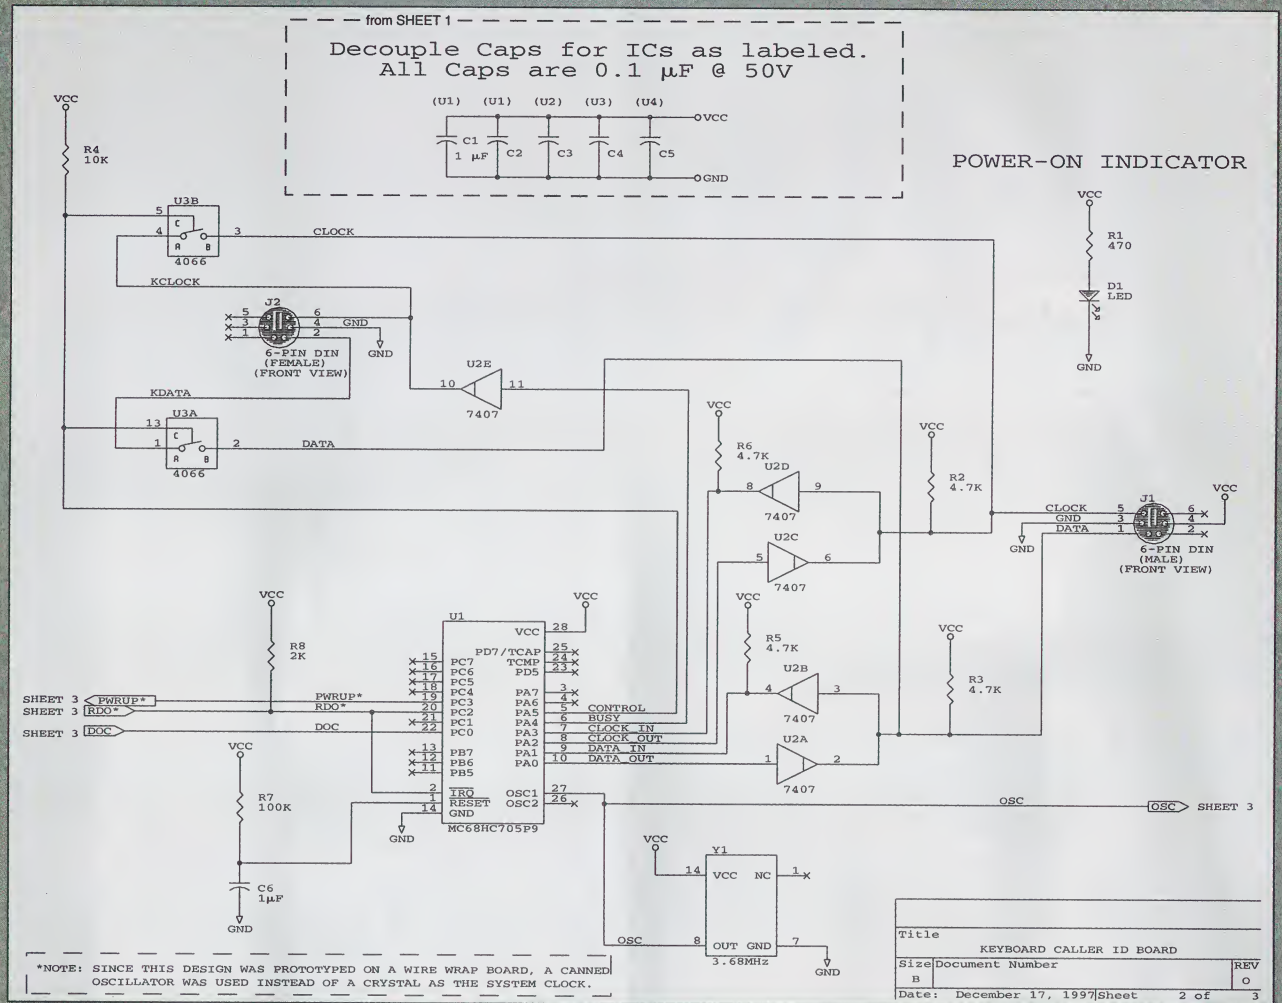 from SHEET 1
Decouple Caps for ICs as labeled.
All Caps are 0.1 µF @ 50V
(U1) (U1) (U2) (U3) (U4)
VCC
C1
1 µF
C2
C3
C4
C5
GND
VCC
R4
10K
U3B
5
C
4
A
B
3
CLOCK
4066
KCLOCK
J2
5
3
1
6
4
2
GND
GND
6-PIN DIN
(FEMALE)
(FRONT VIEW)
KDATA
U3A
13
C
1
A
B
2
DATA
4066
U2E
10
11
7407
POWER-ON INDICATOR
VCC
R1
470
D1
LED
GND
VCC
R6
4.7K
U2D
8
9
7407
U2C
5
6
7407
VCC
R2
4.7K
VCC
J1
CLOCK 5
GND 3
DATA 1
6
4
2
GND
6-PIN DIN
(MALE)
(FRONT VIEW)
VCC
R5
4.7K
U2B
4
3
7407
U2A
1
2
7407
VCC
R3
4.7K
VCC
R8
2K
VCC
U1
VCC 28
PD7/TCAP 25
TCMP 24
PD5 23
15 PC7
16 PC6
17 PC5
18 PC4
PWRUP* 19 PC3
RDO* 20 PC2
21 PC1
DOC 22 PC0
PA7 3
PA6 4
PA5 5 CONTROL
PA4 6 BUSY
PA3 7 CLOCK_IN
PA2 8 CLOCK_OUT
PA1 9 DATA_IN
PA0 10 DATA_OUT
13 PB7
12 PB6
11 PB5
2 IRQ
1 RESET
14 GND
OSC1 27
OSC2 26
MC68HC705P9
GND
SHEET 3 PWRUP*
SHEET 3 RDO*
SHEET 3 DOC
VCC
R7
100K
C6
1µF
GND
OSC
OSC SHEET 3
VCC
Y1
14 VCC NC 1
OSC
8 OUT GND 7
3.68MHz
GND
*NOTE: SINCE THIS DESIGN WAS PROTOTYPED ON A WIRE WRAP BOARD, A CANNED
OSCILLATOR WAS USED INSTEAD OF A CRYSTAL AS THE SYSTEM CLOCK.
Title
KEYBOARD CALLER ID BOARD
Size Document Number REV
B O
Date: December 17, 1997 Sheet 2 of 3